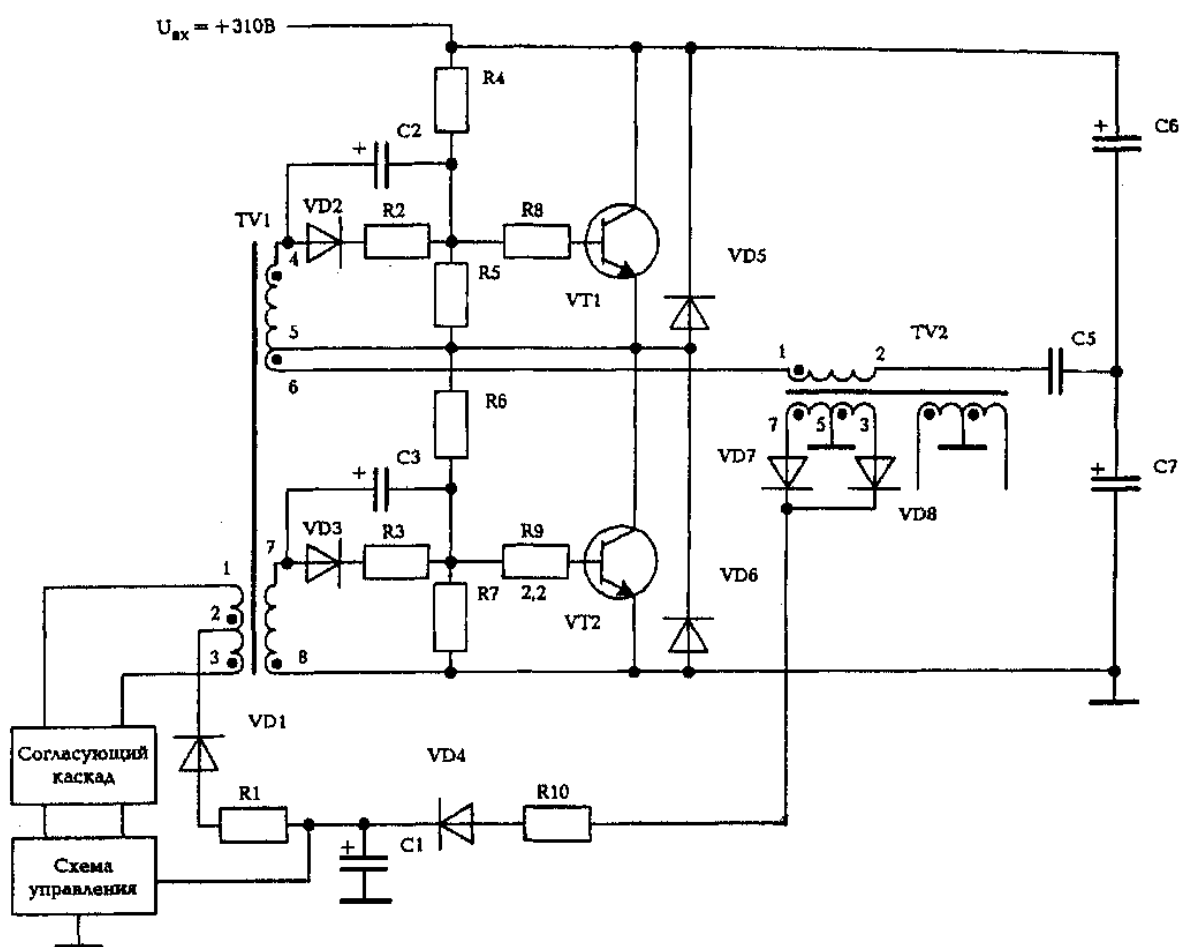 Uвх = +310В
R4
C2
C6
TV1
VD2
R2
R8
4
R5
VD5
VT1
5
TV2
C5
6
1
2
R6
7
5
3
C3
VD7
C7
VD8
7
VD3
R3
R9
VD6
1
R7
2,2
2
VT2
3
8
VD1
VD4
Согласующий
каскад
R1
R10
C1
Схема
управления
+
+
+
+
+